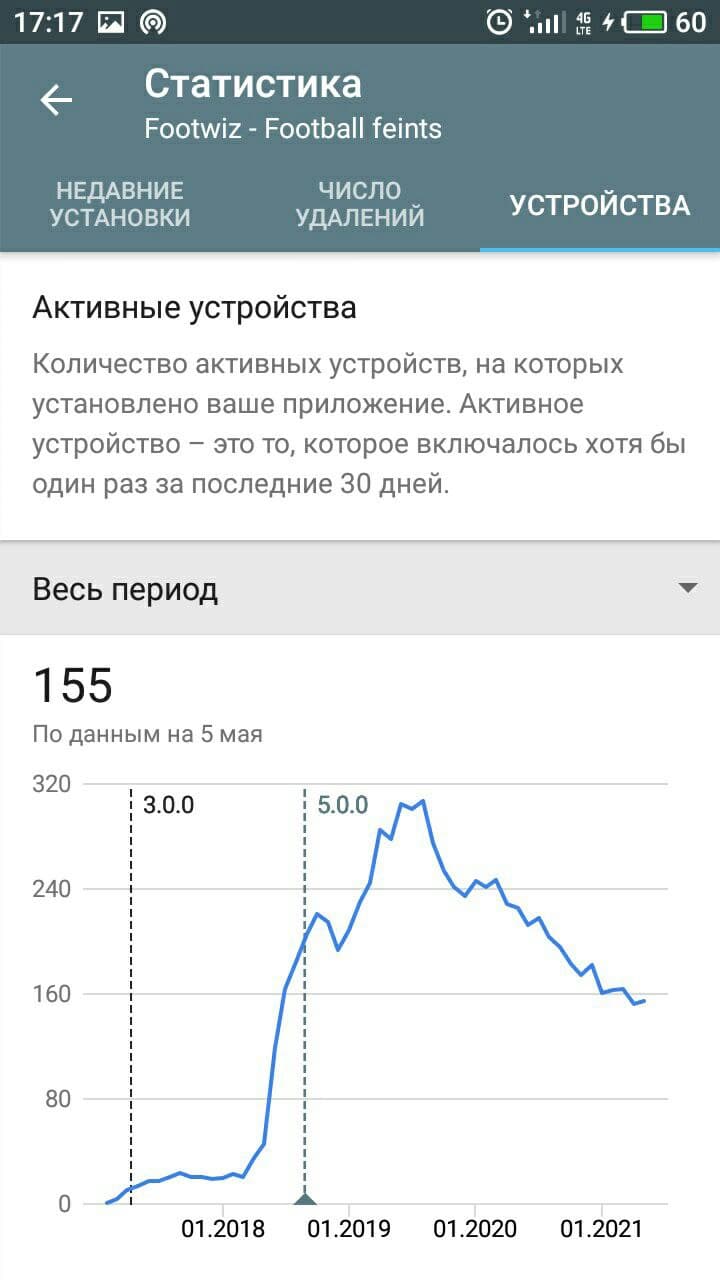 17:17
4G
LTE
60
Статистика
Footwiz - Football feints
НЕДАВНИЕ
УСТАНОВКИ
ЧИСЛО
УДАЛЕНИЙ
УСТРОЙСТВА
Активные устройства
Количество активных устройств, на которых
установлено ваше приложение. Активное
устройство – это то, которое включалось хотя бы
один раз за последние 30 дней.
Весь период
155
По данным на 5 мая
320
3.0.0
5.0.0
240
160
80
0
01.2018
01.2019
01.2020
01.2021